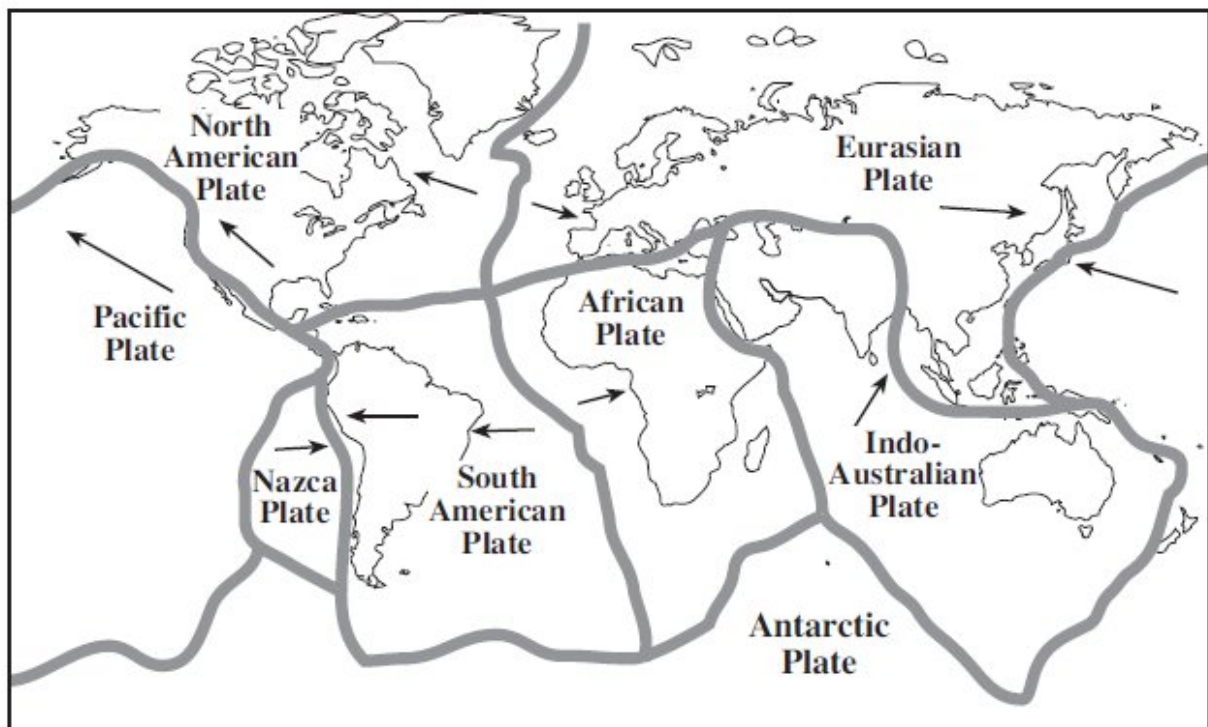 North
American
Plate
Eurasian
Plate
Pacific
Plate
African
Plate
Nazca
Plate
South
American
Plate
Indo-
Australian
Plate
Antarctic
Plate